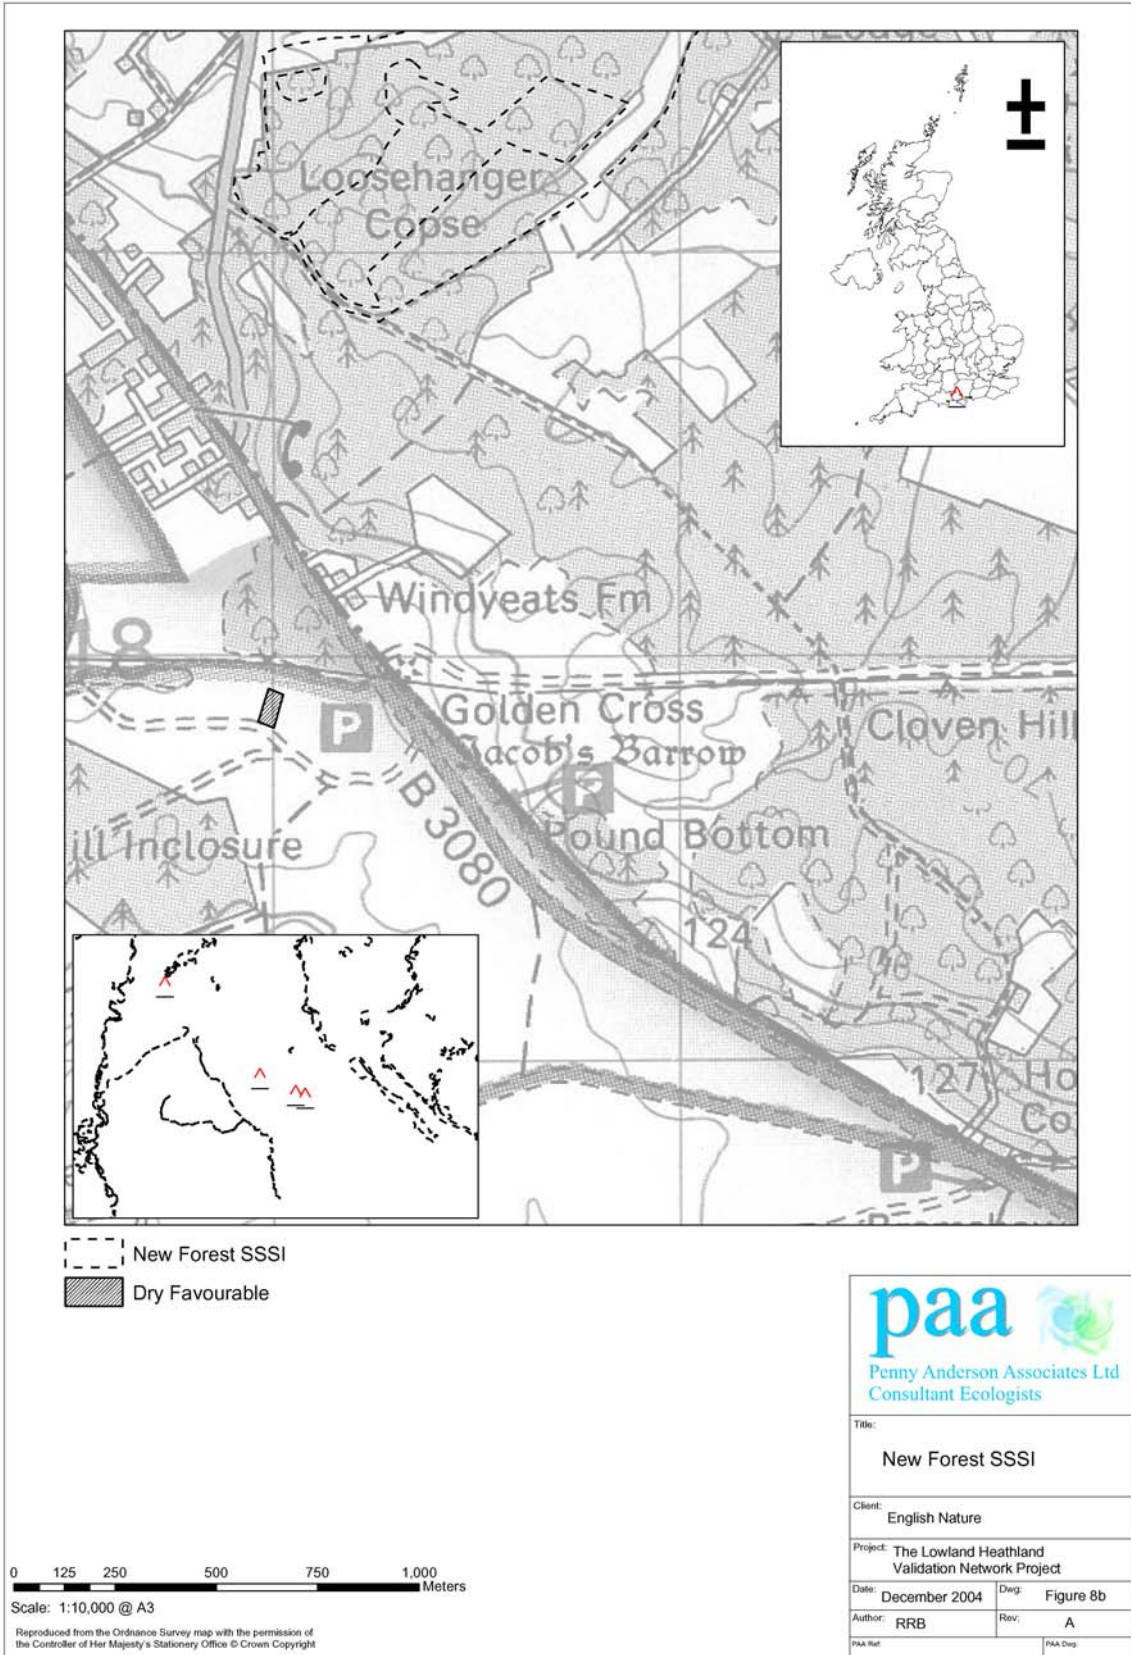 Loosehanger
Copse
Windyeats Fm
18
Golden Cross
P
Jacob's Barrow
Cloven Hill
P
B 3080
Pound Bottom
ill Inclosure
124
127
Ho
Co
P
New Forest SSSI
Dry Favourable
paa
Penny Anderson Associates Ltd
Consultant Ecologists
Title:
New Forest SSSI
Client:
English Nature
Project: The Lowland Heathland
Validation Network Project
Date: December 2004 Dwg: Figure 8b
Author: RRB Rev: A
PAA Ref: PAA Dwg:
0 125 250 500 750 1,000
Meters
Scale: 1:10,000 @ A3
Reproduced from the Ordnance Survey map with the permission of
the Controller of Her Majesty's Stationery Office © Crown Copyright